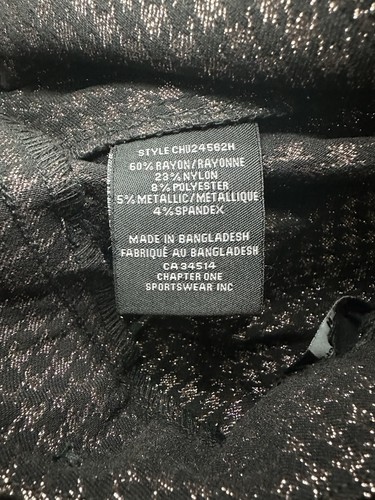 STYLE CHU24562H
60% RAYON/RAYONNE
23% NYLON
8% POLYESTER
5% METALLIC/MÉTALLIQUE
4% SPANDEX
MADE IN BANGLADESH
FABRIQUÉ AU BANGLADESH
CA 34514
CHAPTER ONE
SPORTSWEAR INC